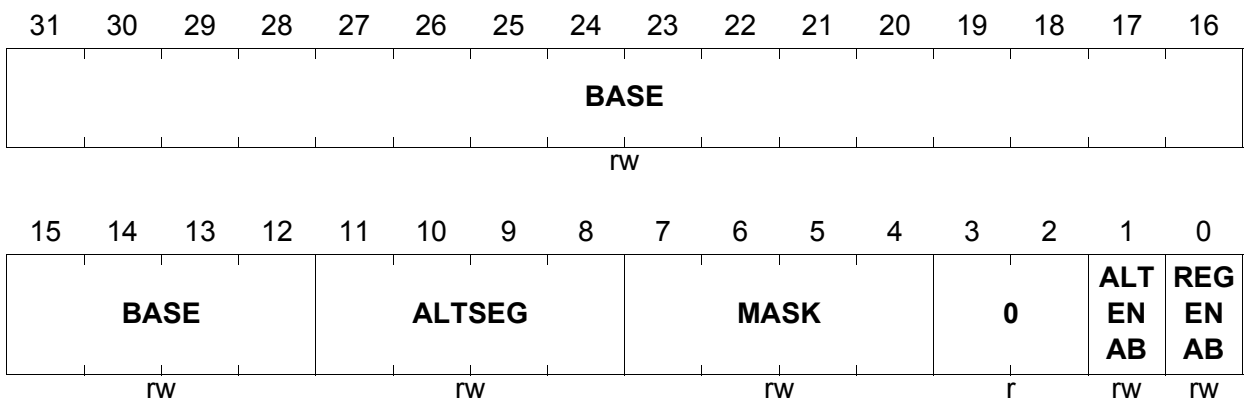 31 30 29 28 27 26 25 24 23 22 21 20 19 18 17 16
BASE
rw
15 14 13 12 11 10 9 8 7 6 5 4 3 2 1 0
BASE ALTSEG MASK 0 ALT EN AB REG EN AB
rw rw rw r rw rw